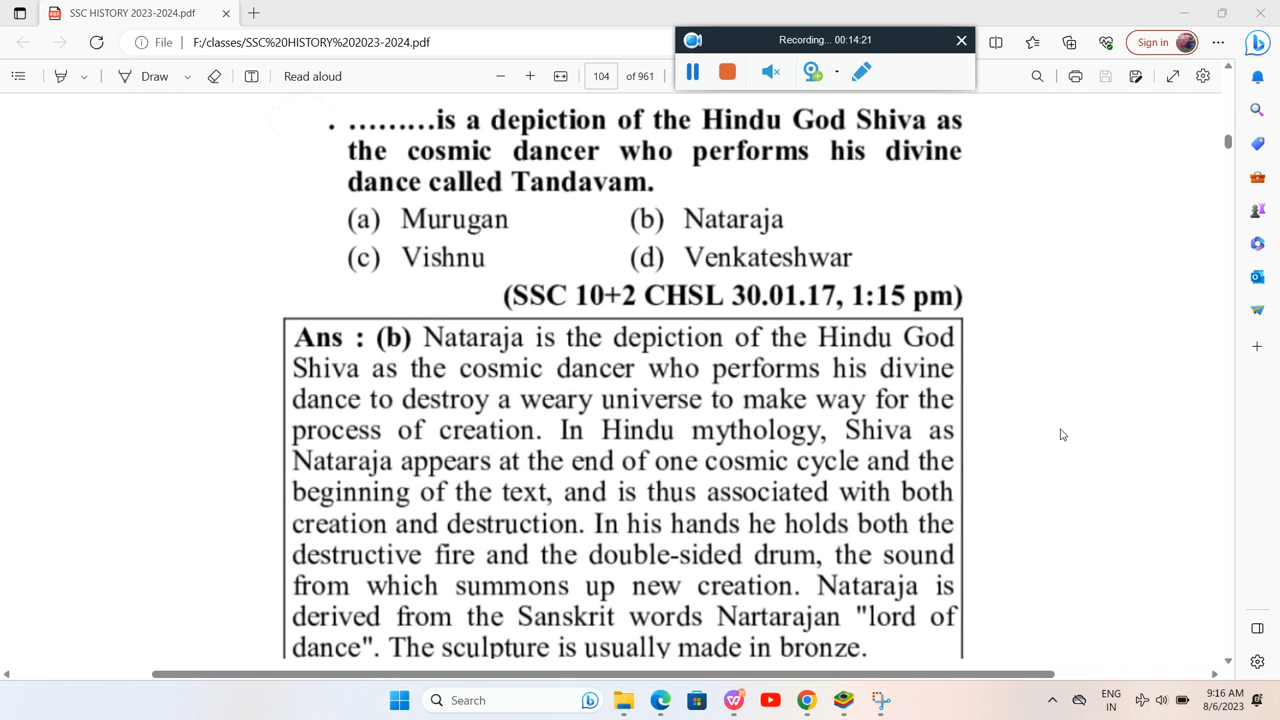 SSC HISTORY 2023-2024.pdf
File F:/classes/SSC%20HISTORY%202023-2024.pdf
Recording... 00:14:21
Sign in
Draw
Read aloud
104 of 961
. .........is a depiction of the Hindu God Shiva as
the cosmic dancer who performs his divine
dance called Tandavam.
(a) Murugan (b) Nataraja
(c) Vishnu (d) Venkateshwar
(SSC 10+2 CHSL 30.01.17, 1:15 pm)
Ans : (b) Nataraja is the depiction of the Hindu God
Shiva as the cosmic dancer who performs his divine
dance to destroy a weary universe to make way for the
process of creation. In Hindu mythology, Shiva as
Nataraja appears at the end of one cosmic cycle and the
beginning of the text, and is thus associated with both
creation and destruction. In his hands he holds both the
destructive fire and the double-sided drum, the sound
from which summons up new creation. Nataraja is
derived from the Sanskrit words Nartarajan "lord of
dance". The sculpture is usually made in bronze.
Search
ENG
IN
9:16 AM
8/6/2023